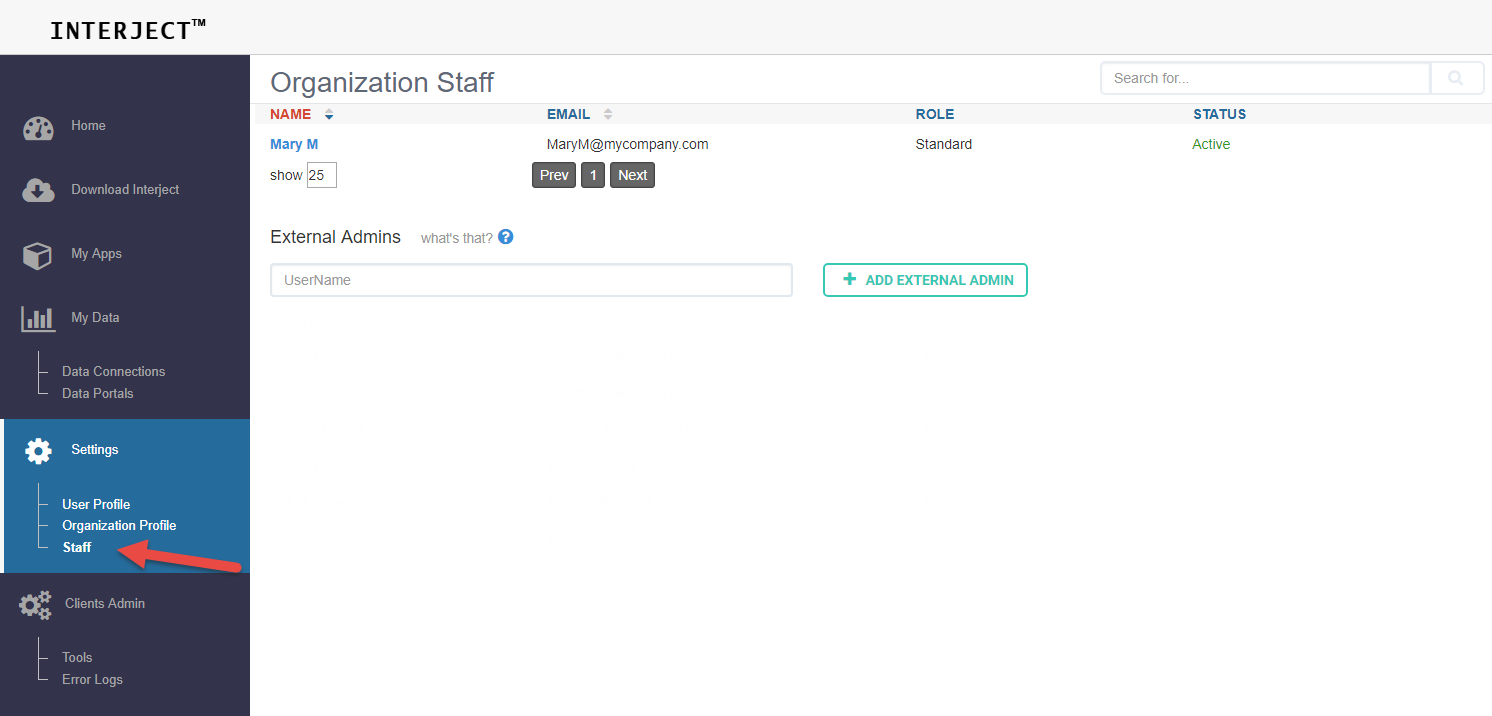 INTERJECT™
Home
Download Interject
My Apps
My Data
Data Connections
Data Portals
Settings
User Profile
Organization Profile
Staff
Clients Admin
Tools
Error Logs
Organization Staff
Search for...
NAME EMAIL ROLE STATUS
Mary M MaryM@mycompany.com Standard Active
show 25 Prev 1 Next
External Admins what's that? ?
UserName + ADD EXTERNAL ADMIN